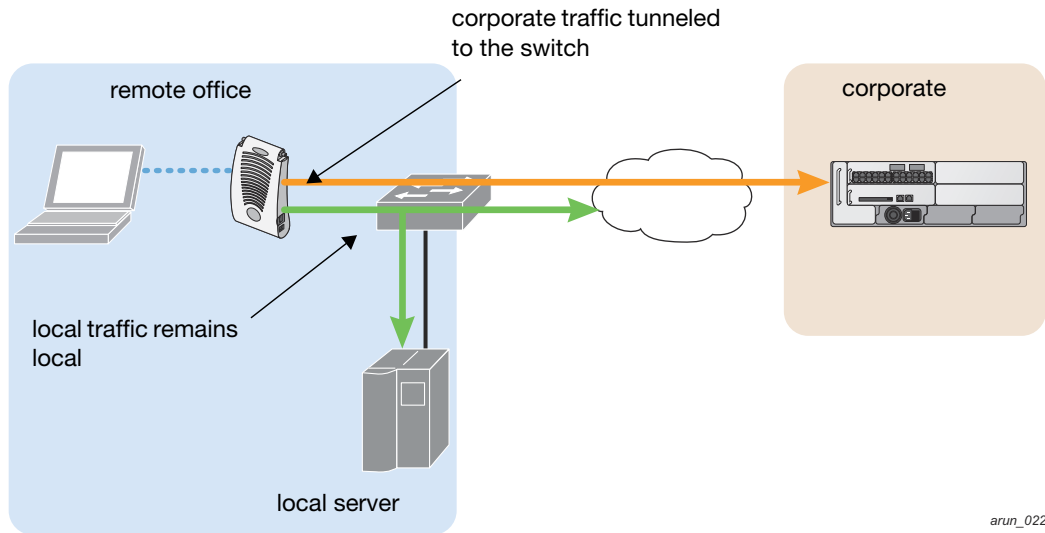 corporate traffic tunneled
to the switch
remote office
corporate
local traffic remains
local
local server
arun_022